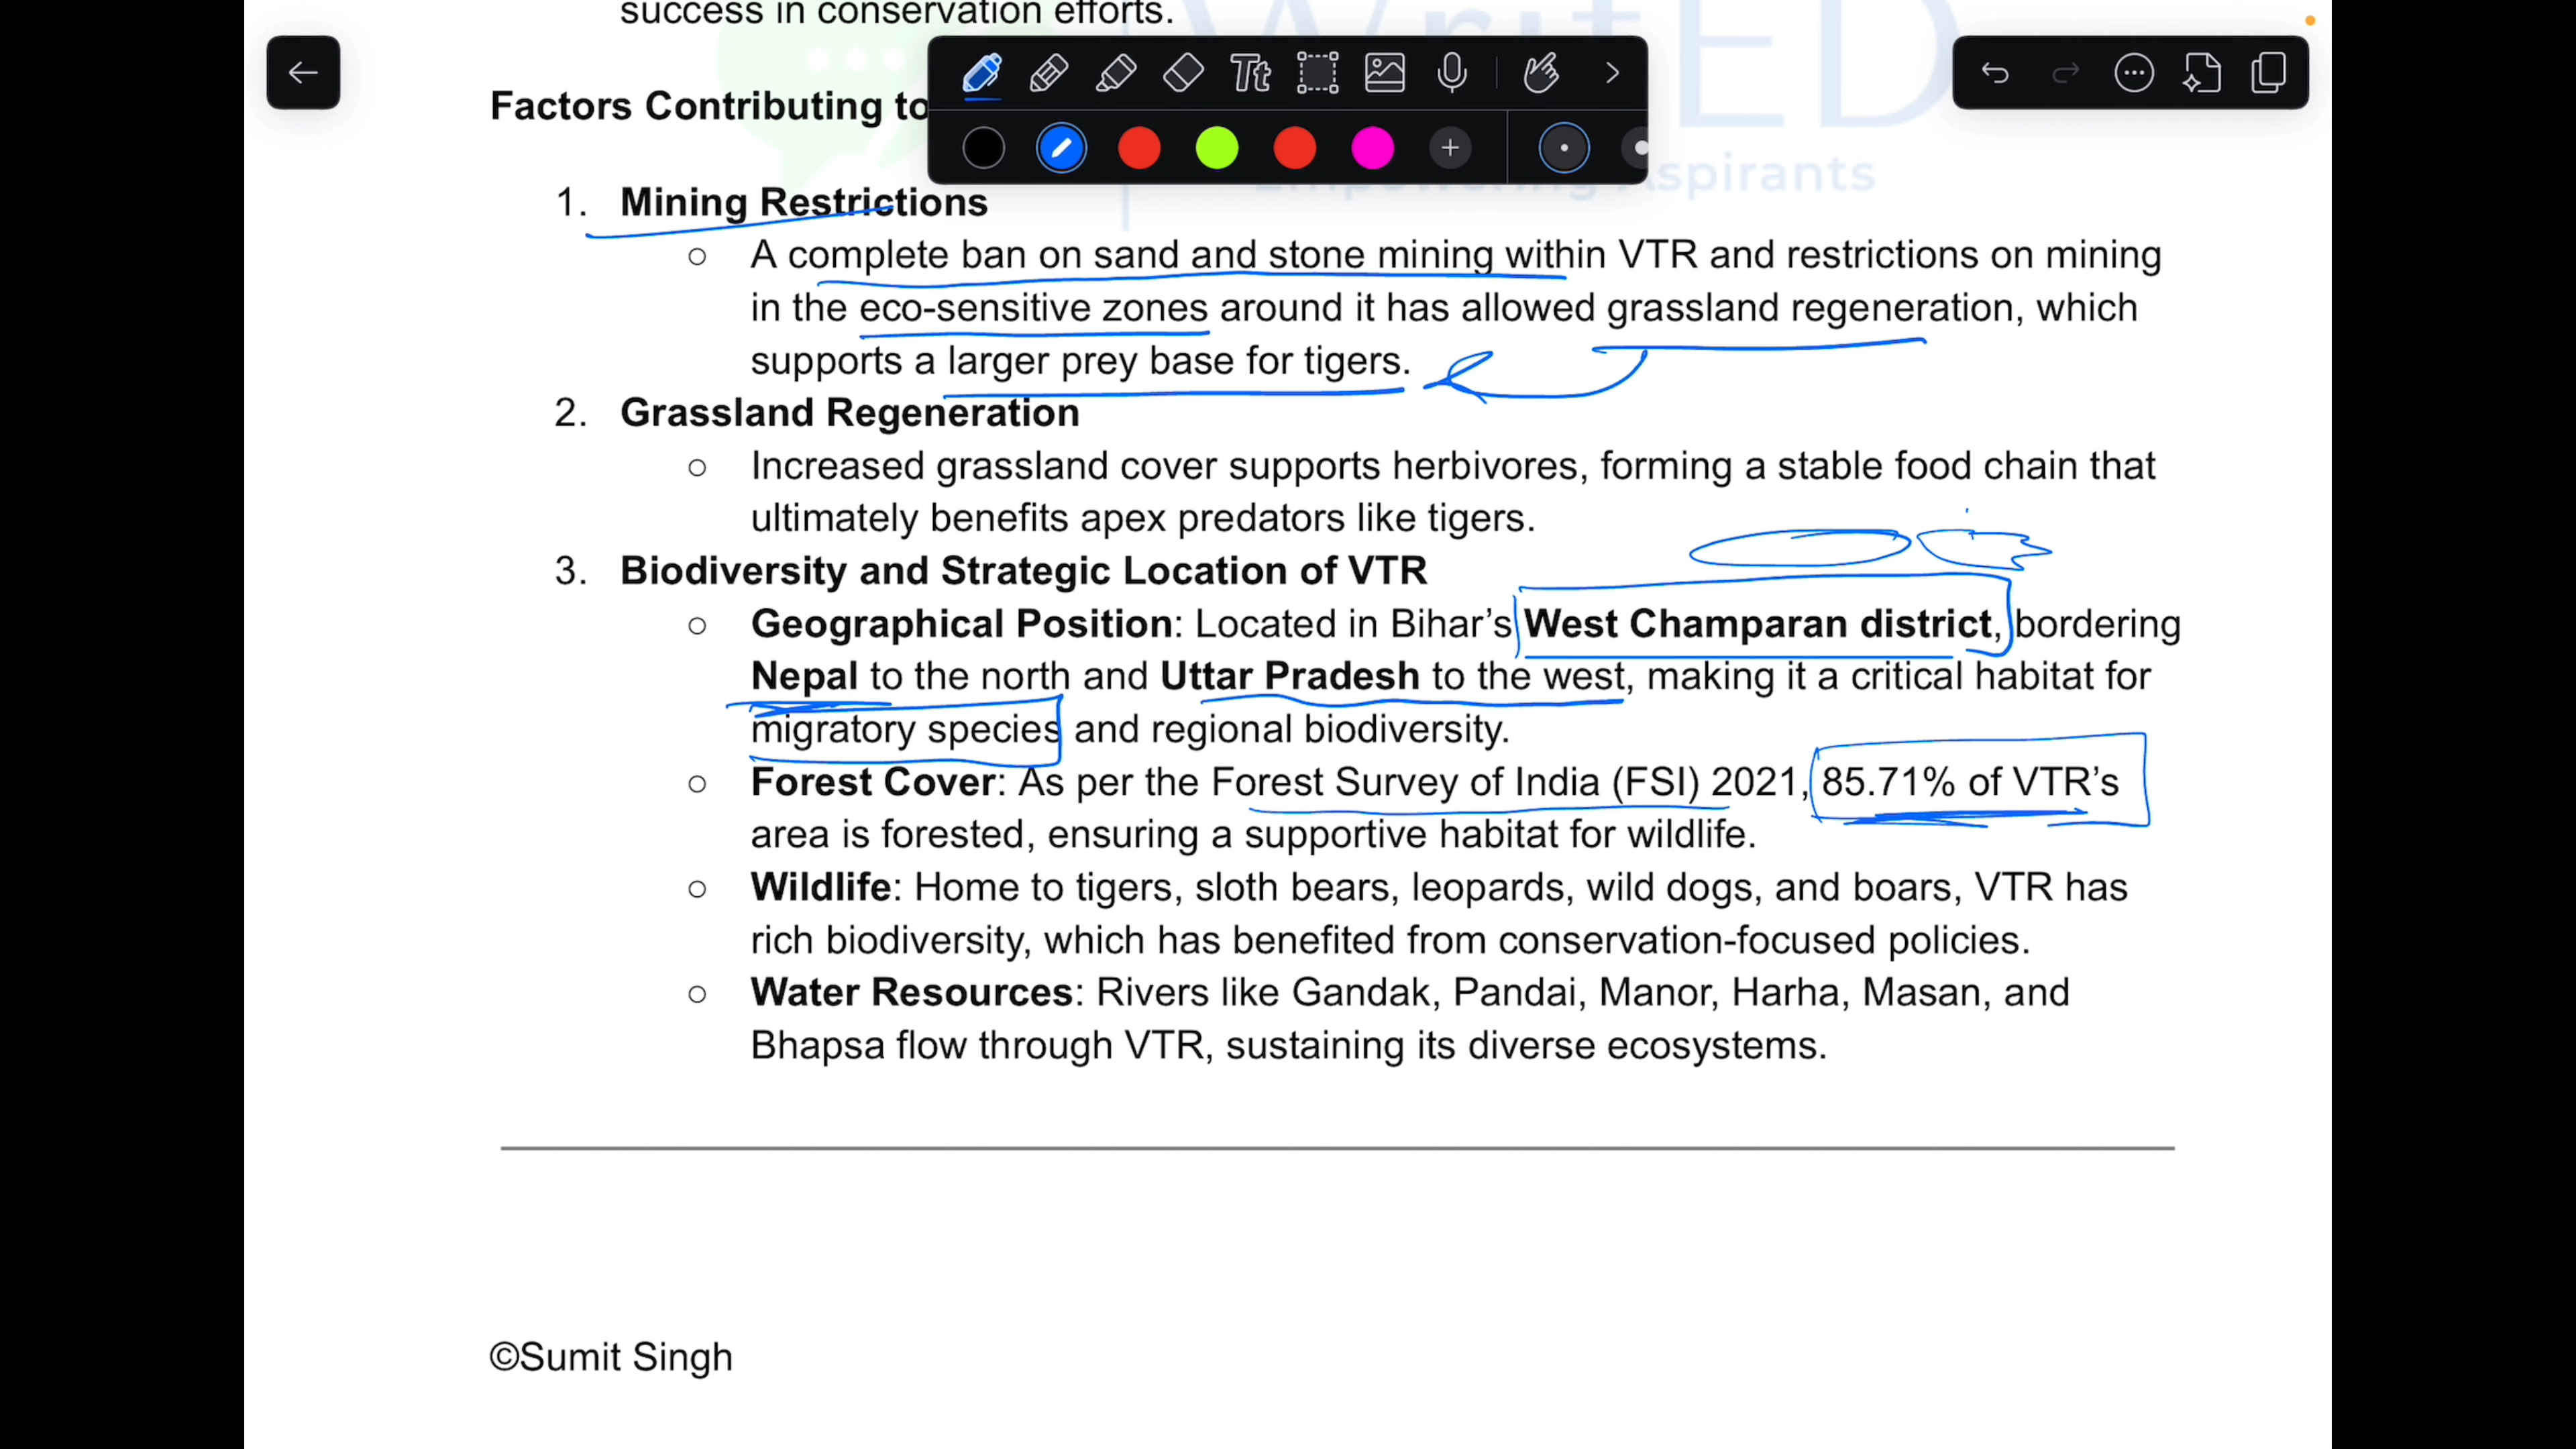 success in conservation efforts.
WritED
Factors Contributing to
Tt
Empowering Aspirants
1. Mining Restrictions
○ A complete ban on sand and stone mining within VTR and restrictions on mining
in the eco-sensitive zones around it has allowed grassland regeneration, which
supports a larger prey base for tigers.
2. Grassland Regeneration
○ Increased grassland cover supports herbivores, forming a stable food chain that
ultimately benefits apex predators like tigers.
3. Biodiversity and Strategic Location of VTR
○ Geographical Position: Located in Bihar’s West Champaran district, bordering
Nepal to the north and Uttar Pradesh to the west, making it a critical habitat for
migratory species and regional biodiversity.
○ Forest Cover: As per the Forest Survey of India (FSI) 2021, 85.71% of VTR’s
area is forested, ensuring a supportive habitat for wildlife.
○ Wildlife: Home to tigers, sloth bears, leopards, wild dogs, and boars, VTR has
rich biodiversity, which has benefited from conservation-focused policies.
○ Water Resources: Rivers like Gandak, Pandai, Manor, Harha, Masan, and
Bhapsa flow through VTR, sustaining its diverse ecosystems.
©Sumit Singh